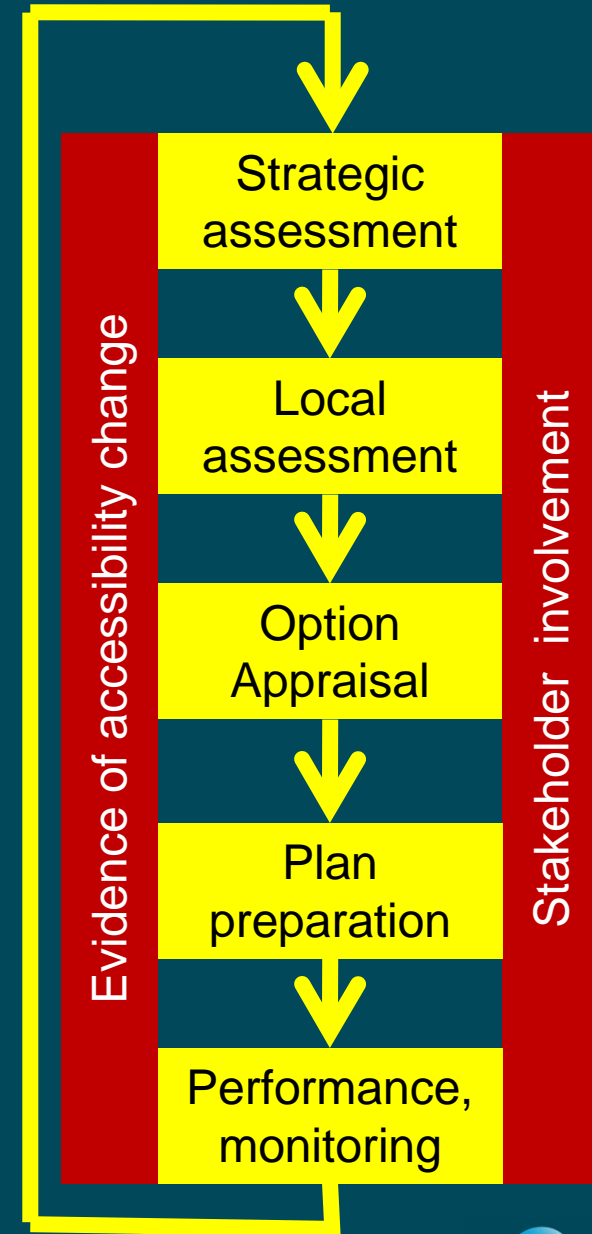 Strategic
assessment
Local
assessment
Option
Appraisal
Plan
preparation
Performance,
monitoring
Evidence of accessibility change
Stakeholder involvement